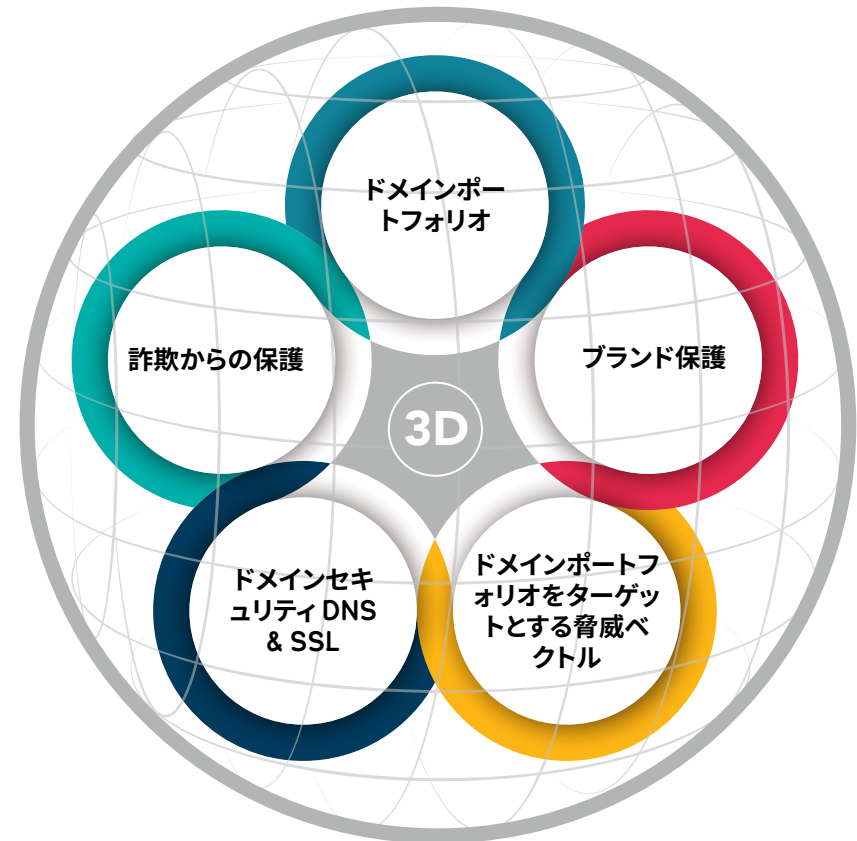 ドメインポー
トフォリオ
詐欺からの保護
ブランド保護
3D
ドメインセキ
ュリティ DNS
& SSL
ドメインポートフ
ォリオをターゲッ
トとする脅威ベ
クトル